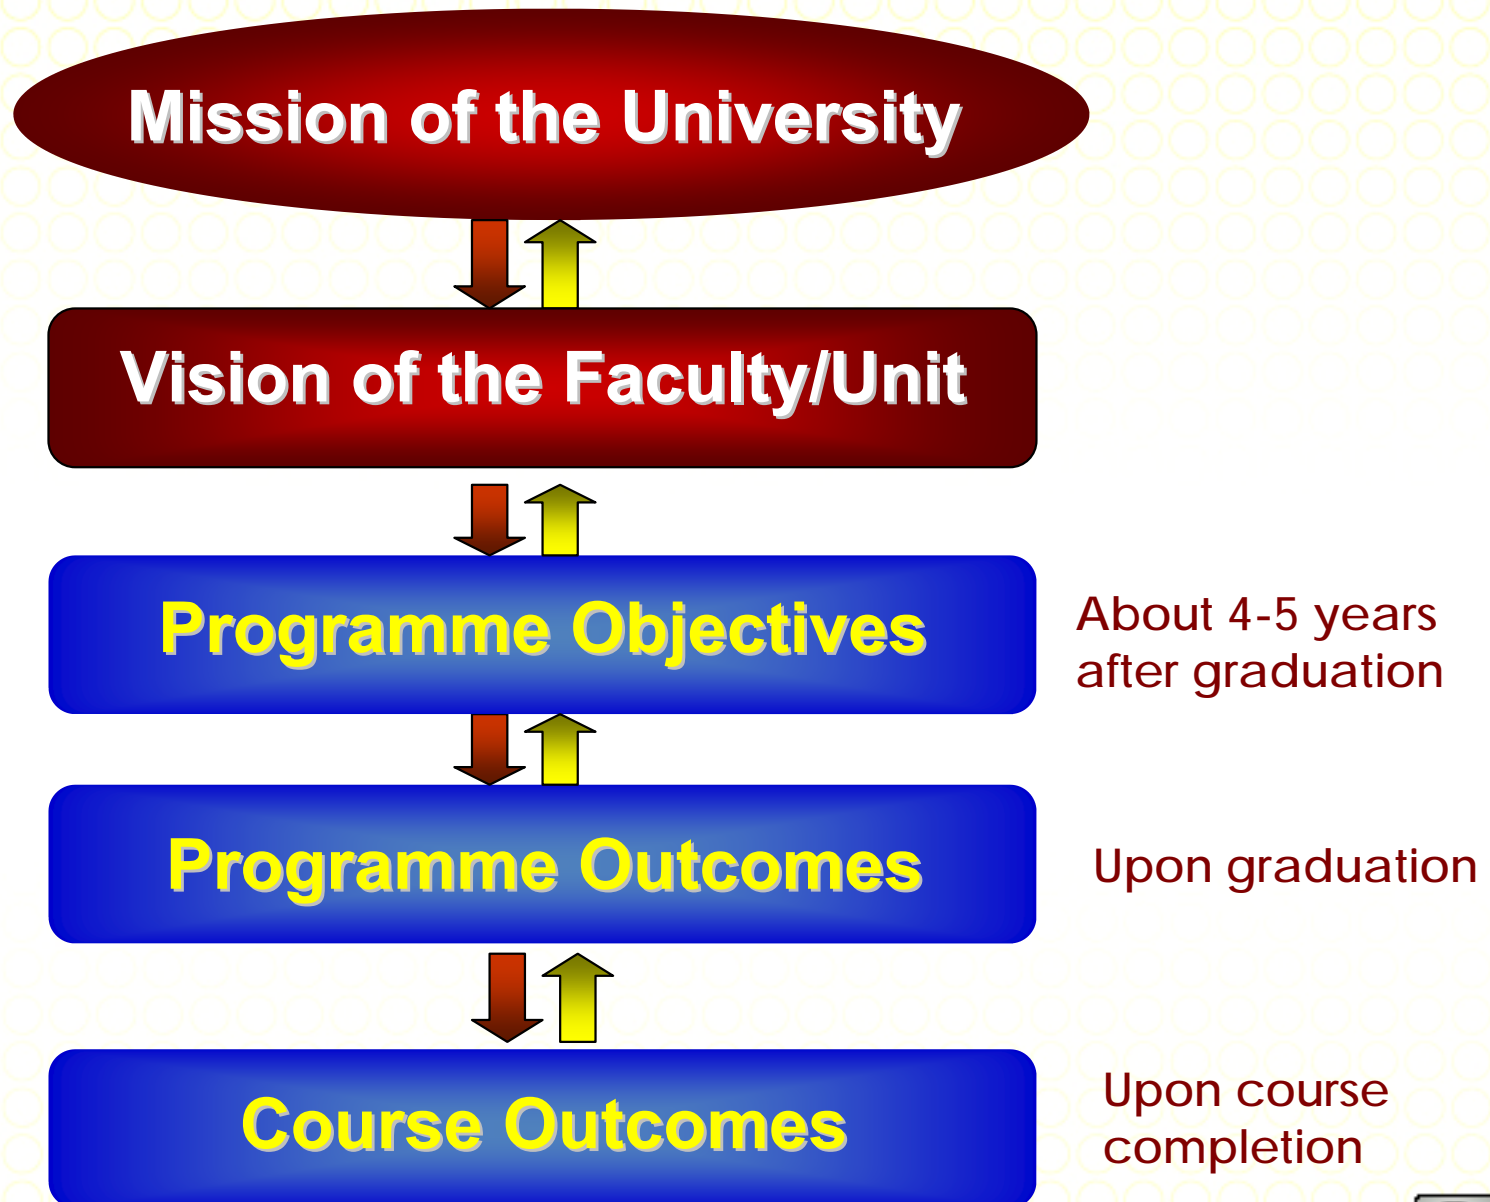 Mission of the University
Vision of the Faculty/Unit
Programme Objectives
About 4-5 years
after graduation
Programme Outcomes
Upon graduation
Course Outcomes
Upon course
completion